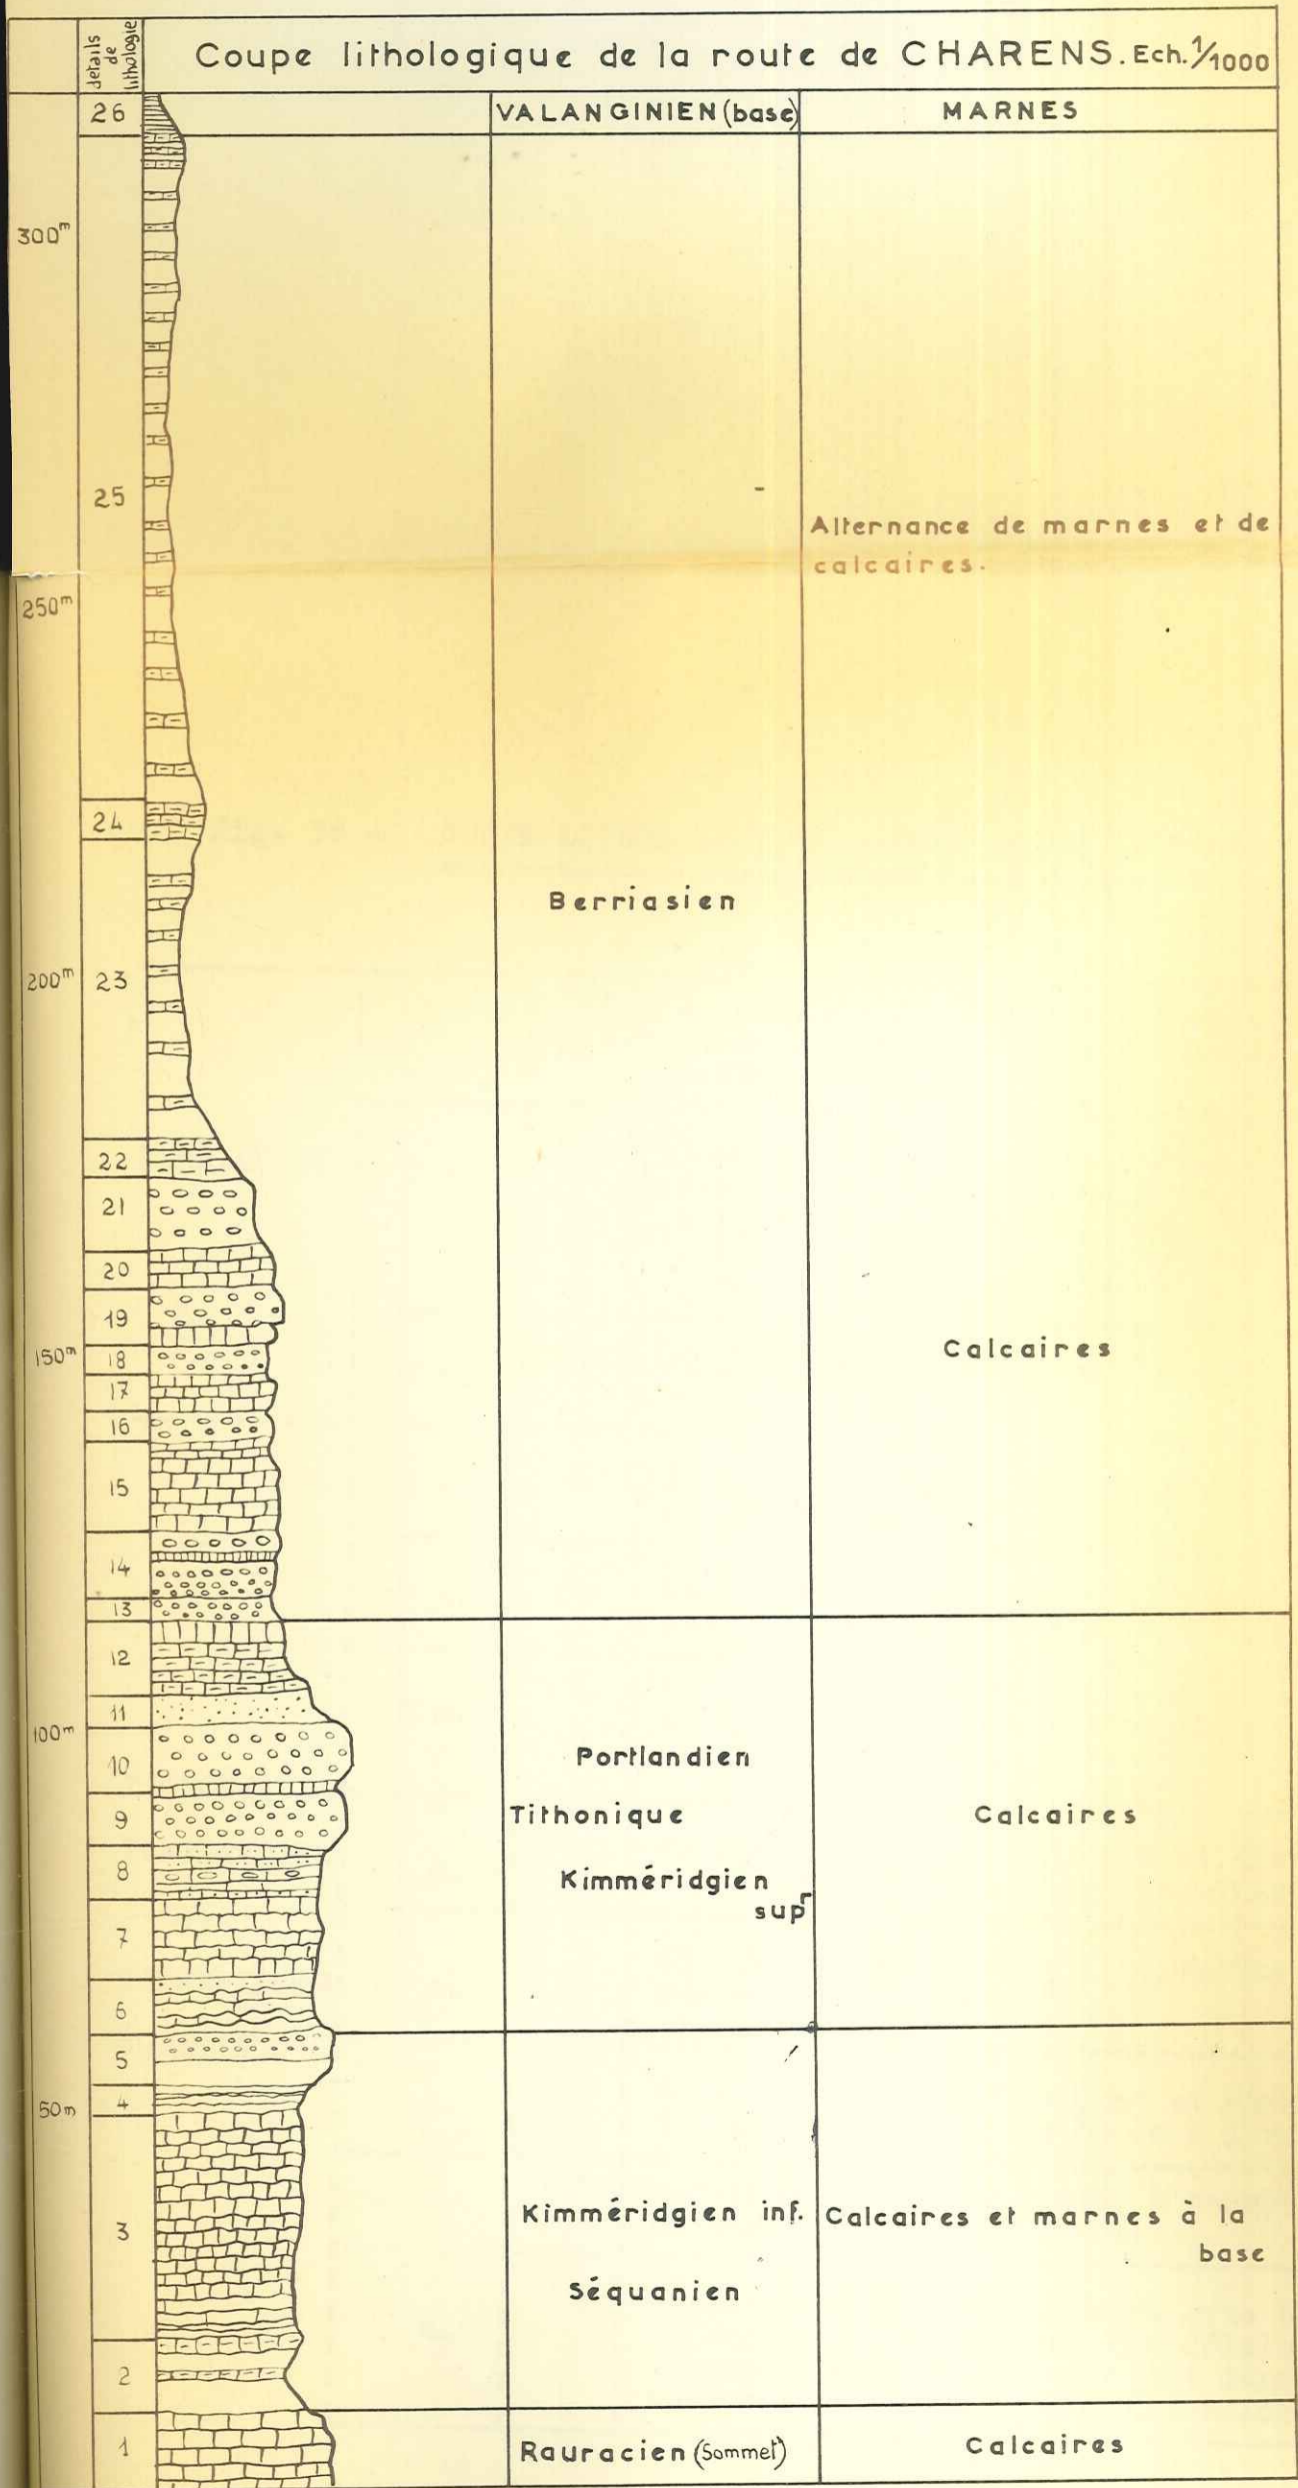 détails
de
lithologie
Coupe lithologique de la route de CHARENS. Ech. 1/1000
26
VALANGINIEN (base)
MARNES
300m
25
Alternance de marnes et de
calcaires.
250m
24
Berriasien
200m
23
22
21
20
19
150m
18
Calcaires
17
16
15
14
13
12
11
100m
10
Portlandien
9
Tithonique
Calcaires
8
Kimméridgien
supr
7
6
5
4
50m
3
Kimméridgien inf.
Calcaires et marnes à la
base
Séquanien
2
1
Rauracien (Sommet)
Calcaires